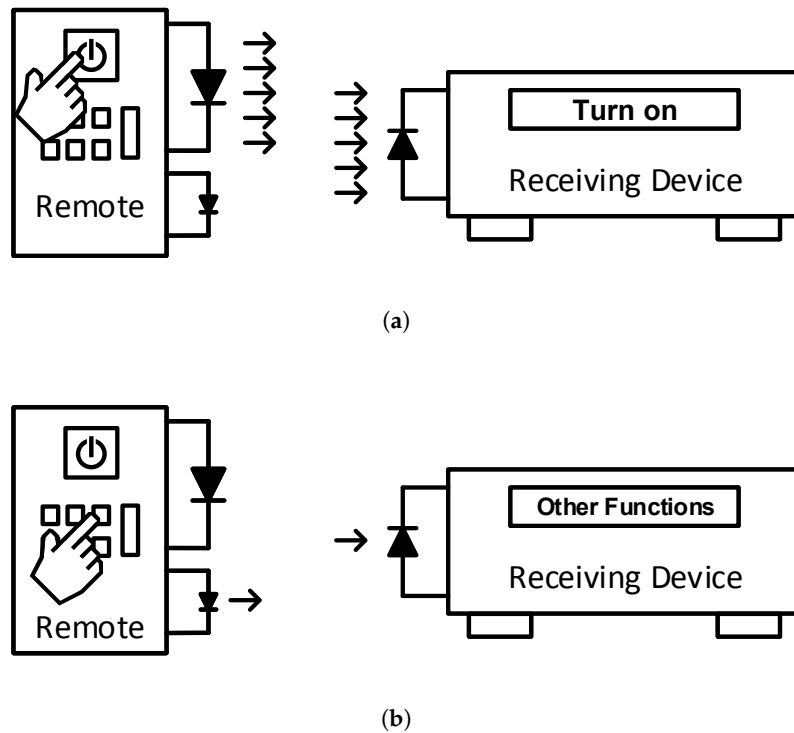 Turn on
Remote
Receiving Device
(a)
Other Functions
Remote
Receiving Device
(b)